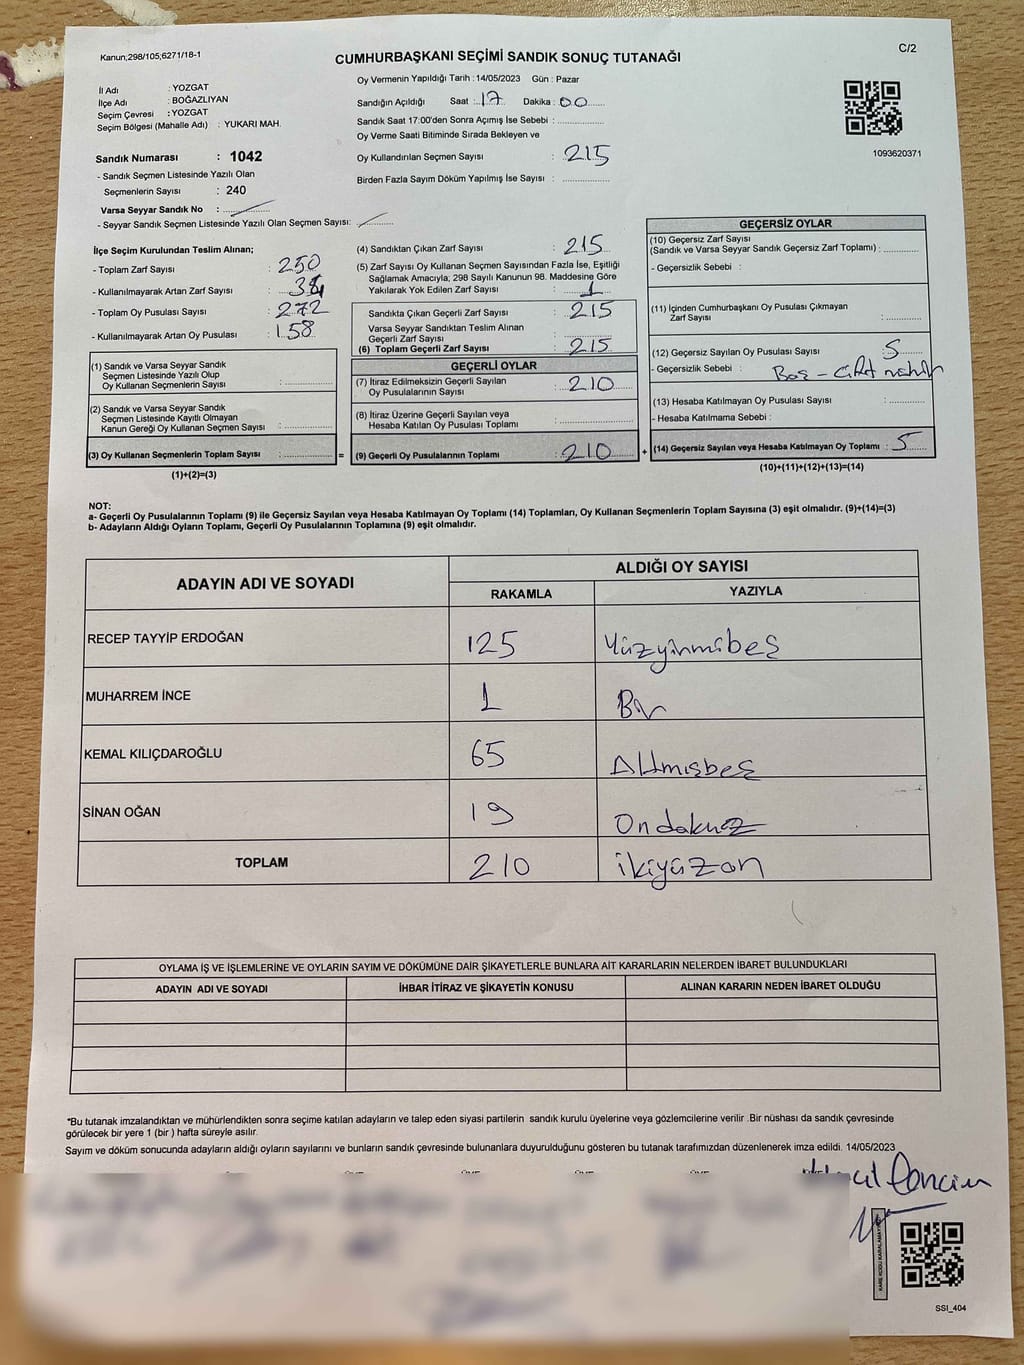 Kanun;298/105;6271/18-1
C/2
CUMHURBAŞKANI SEÇİMİ SANDIK SONUÇ TUTANAĞI
İl Adı : YOZGAT
İlçe Adı : BOĞAZLIYAN
Seçim Çevresi : YOZGAT
Seçim Bölgesi (Mahalle Adı) : YUKARI MAH.
Sandık Numarası : 1042
- Sandık Seçmen Listesinde Yazılı Olan
Seçmenlerin Sayısı : 240
Varsa Seyyar Sandık No :
- Seyyar Sandık Seçmen Listesinde Yazılı Olan Seçmen Sayısı:
Oy Vermenin Yapıldığı Tarih : 14/05/2023 Gün : Pazar
Sandığın Açıldığı Saat : 17 Dakika : 00
Sandık Saat 17:00'den Sonra Açımış İse Sebebi :
Oy Verme Saati Bitiminde Sırada Bekleyen ve
Oy Kullandırılan Seçmen Sayısı : 215
Birden Fazla Sayım Döküm Yapılmış İse Sayısı :
1093620371
İlçe Seçim Kurulundan Teslim Alınan;
- Toplam Zarf Sayısı : 250
- Kullanılmayarak Artan Zarf Sayısı :
- Toplam Oy Pusulası Sayısı : 272
- Kullanılmayarak Artan Oy Pusulası : 158
(1) Sandık ve Varsa Seyyar Sandık
Seçmen Listesinde Yazılı Olup
Oy Kullanan Seçmenlerin Sayısı :
(2) Sandık ve Varsa Seyyar Sandık
Seçmen Listesinde Kayıtlı Olmayan
Kanun Gereği Oy Kullanan Seçmen Sayısı :
(3) Oy Kullanan Seçmenlerin Toplam Sayısı : =
(1)+(2)=(3)
(4) Sandıktan Çıkan Zarf Sayısı : 215
(5) Zarf Sayısı Oy Kullanan Seçmen Sayısından Fazla İse, Eşitliği
Sağlamak Amacıyla; 298 Sayılı Kanunun 98. Maddesine Göre
Yakılarak Yok Edilen Zarf Sayısı : 1
Sandıkta Çıkan Geçerli Zarf Sayısı : 215
Varsa Seyyar Sandıktan Teslim Alınan
Geçerli Zarf Sayısı :
(6) Toplam Geçerli Zarf Sayısı : 215
GEÇERLİ OYLAR
(7) İtiraz Edilmeksizin Geçerli Sayılan
Oy Pusulalarının Sayısı : 210
(8) İtiraz Üzerine Geçerli Sayılan veya
Hesaba Katılan Oy Pusulası Toplamı :
(9) Geçerli Oy Pusulalarının Toplamı : 210 +
GEÇERSİZ OYLAR
(10) Geçersiz Zarf Sayısı
(Sandık ve Varsa Seyyar Sandık Geçersiz Zarf Toplamı) :
- Geçersizlik Sebebi :
(11) İçinden Cumhurbaşkanı Oy Pusulası Çıkmayan
Zarf Sayısı :
(12) Geçersiz Sayılan Oy Pusulası Sayısı : 5
- Geçersizlik Sebebi : Boş - Çift mühür
(13) Hesaba Katılmayan Oy Pusulası Sayısı :
- Hesaba Katılmama Sebebi :
(14) Geçersiz Sayılan veya Hesaba Katılmayan Oy Toplamı : 5
(10)+(11)+(12)+(13)=(14)
NOT:
a- Geçerli Oy Pusulalarının Toplamı (9) ile Geçersiz Sayılan veya Hesaba Katılmayan Oy Toplamı (14) Toplamları, Oy Kullanan Seçmenlerin Toplam Sayısına (3) eşit olmalıdır. (9)+(14)=(3)
b- Adayların Aldığı Oyların Toplamı, Geçerli Oy Pusulalarının Toplamına (9) eşit olmalıdır.
ADAYIN ADI VE SOYADI
ALDIĞI OY SAYISI
RAKAMLA YAZIYLA
RECEP TAYYİP ERDOĞAN 125 Yüzyirmibeş
MUHARREM İNCE 1 Bir
KEMAL KILIÇDAROĞLU 65 Altmışbeş
SİNAN OĞAN 19 Ondokuz
TOPLAM 210 ikiyüzon
OYLAMA İŞ VE İŞLEMLERİNE VE OYLARIN SAYIM VE DÖKÜMÜNE DAİR ŞİKAYETLERLE BUNLARA AİT KARARLARIN NELERDEN İBARET BULUNDUKLARI
ADAYIN ADI VE SOYADI İHBAR İTİRAZ VE ŞİKAYETİN KONUSU ALINAN KARARIN NEDEN İBARET OLDUĞU
*Bu tutanak imzalandıktan ve mühürlendikten sonra seçime katılan adayların ve talep eden siyasi partilerin sandık kurulu üyelerine veya gözlemcilerine verilir .Bir nüshası da sandık çevresinde
görülecek bir yere 1 (bir ) hafta süreyle asılır.
Sayım ve döküm sonucunda adayların aldığı oyların sayılarını ve bunların sandık çevresinde bulunanlara duyurulduğunu gösteren bu tutanak tarafımızdan düzenlenerek imza edildi. 14/05/2023
KARE KODU KARALAMAYINIZ
SSI_404